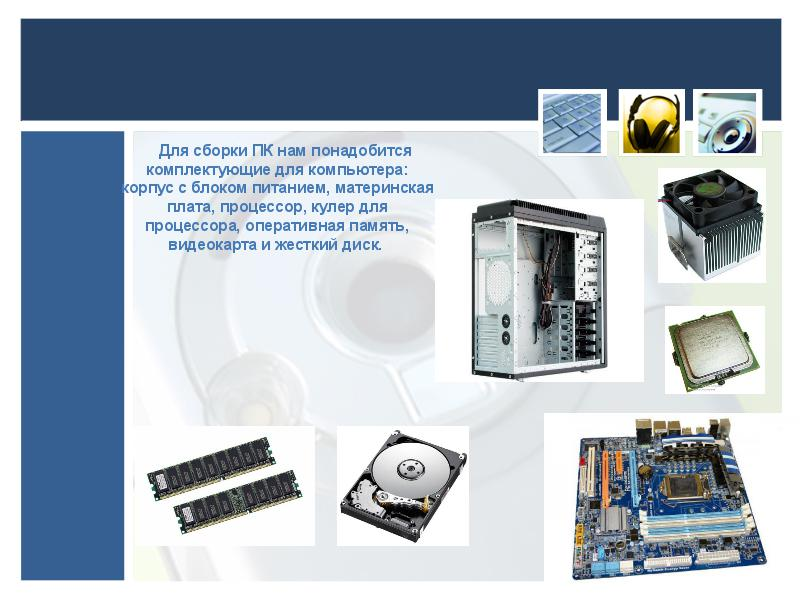 Для сборки ПК нам понадобится
комплектующие для компьютера:
корпус с блоком питанием, материнская
плата, процессор, кулер для
процессора, оперативная память,
видеокарта и жесткий диск.